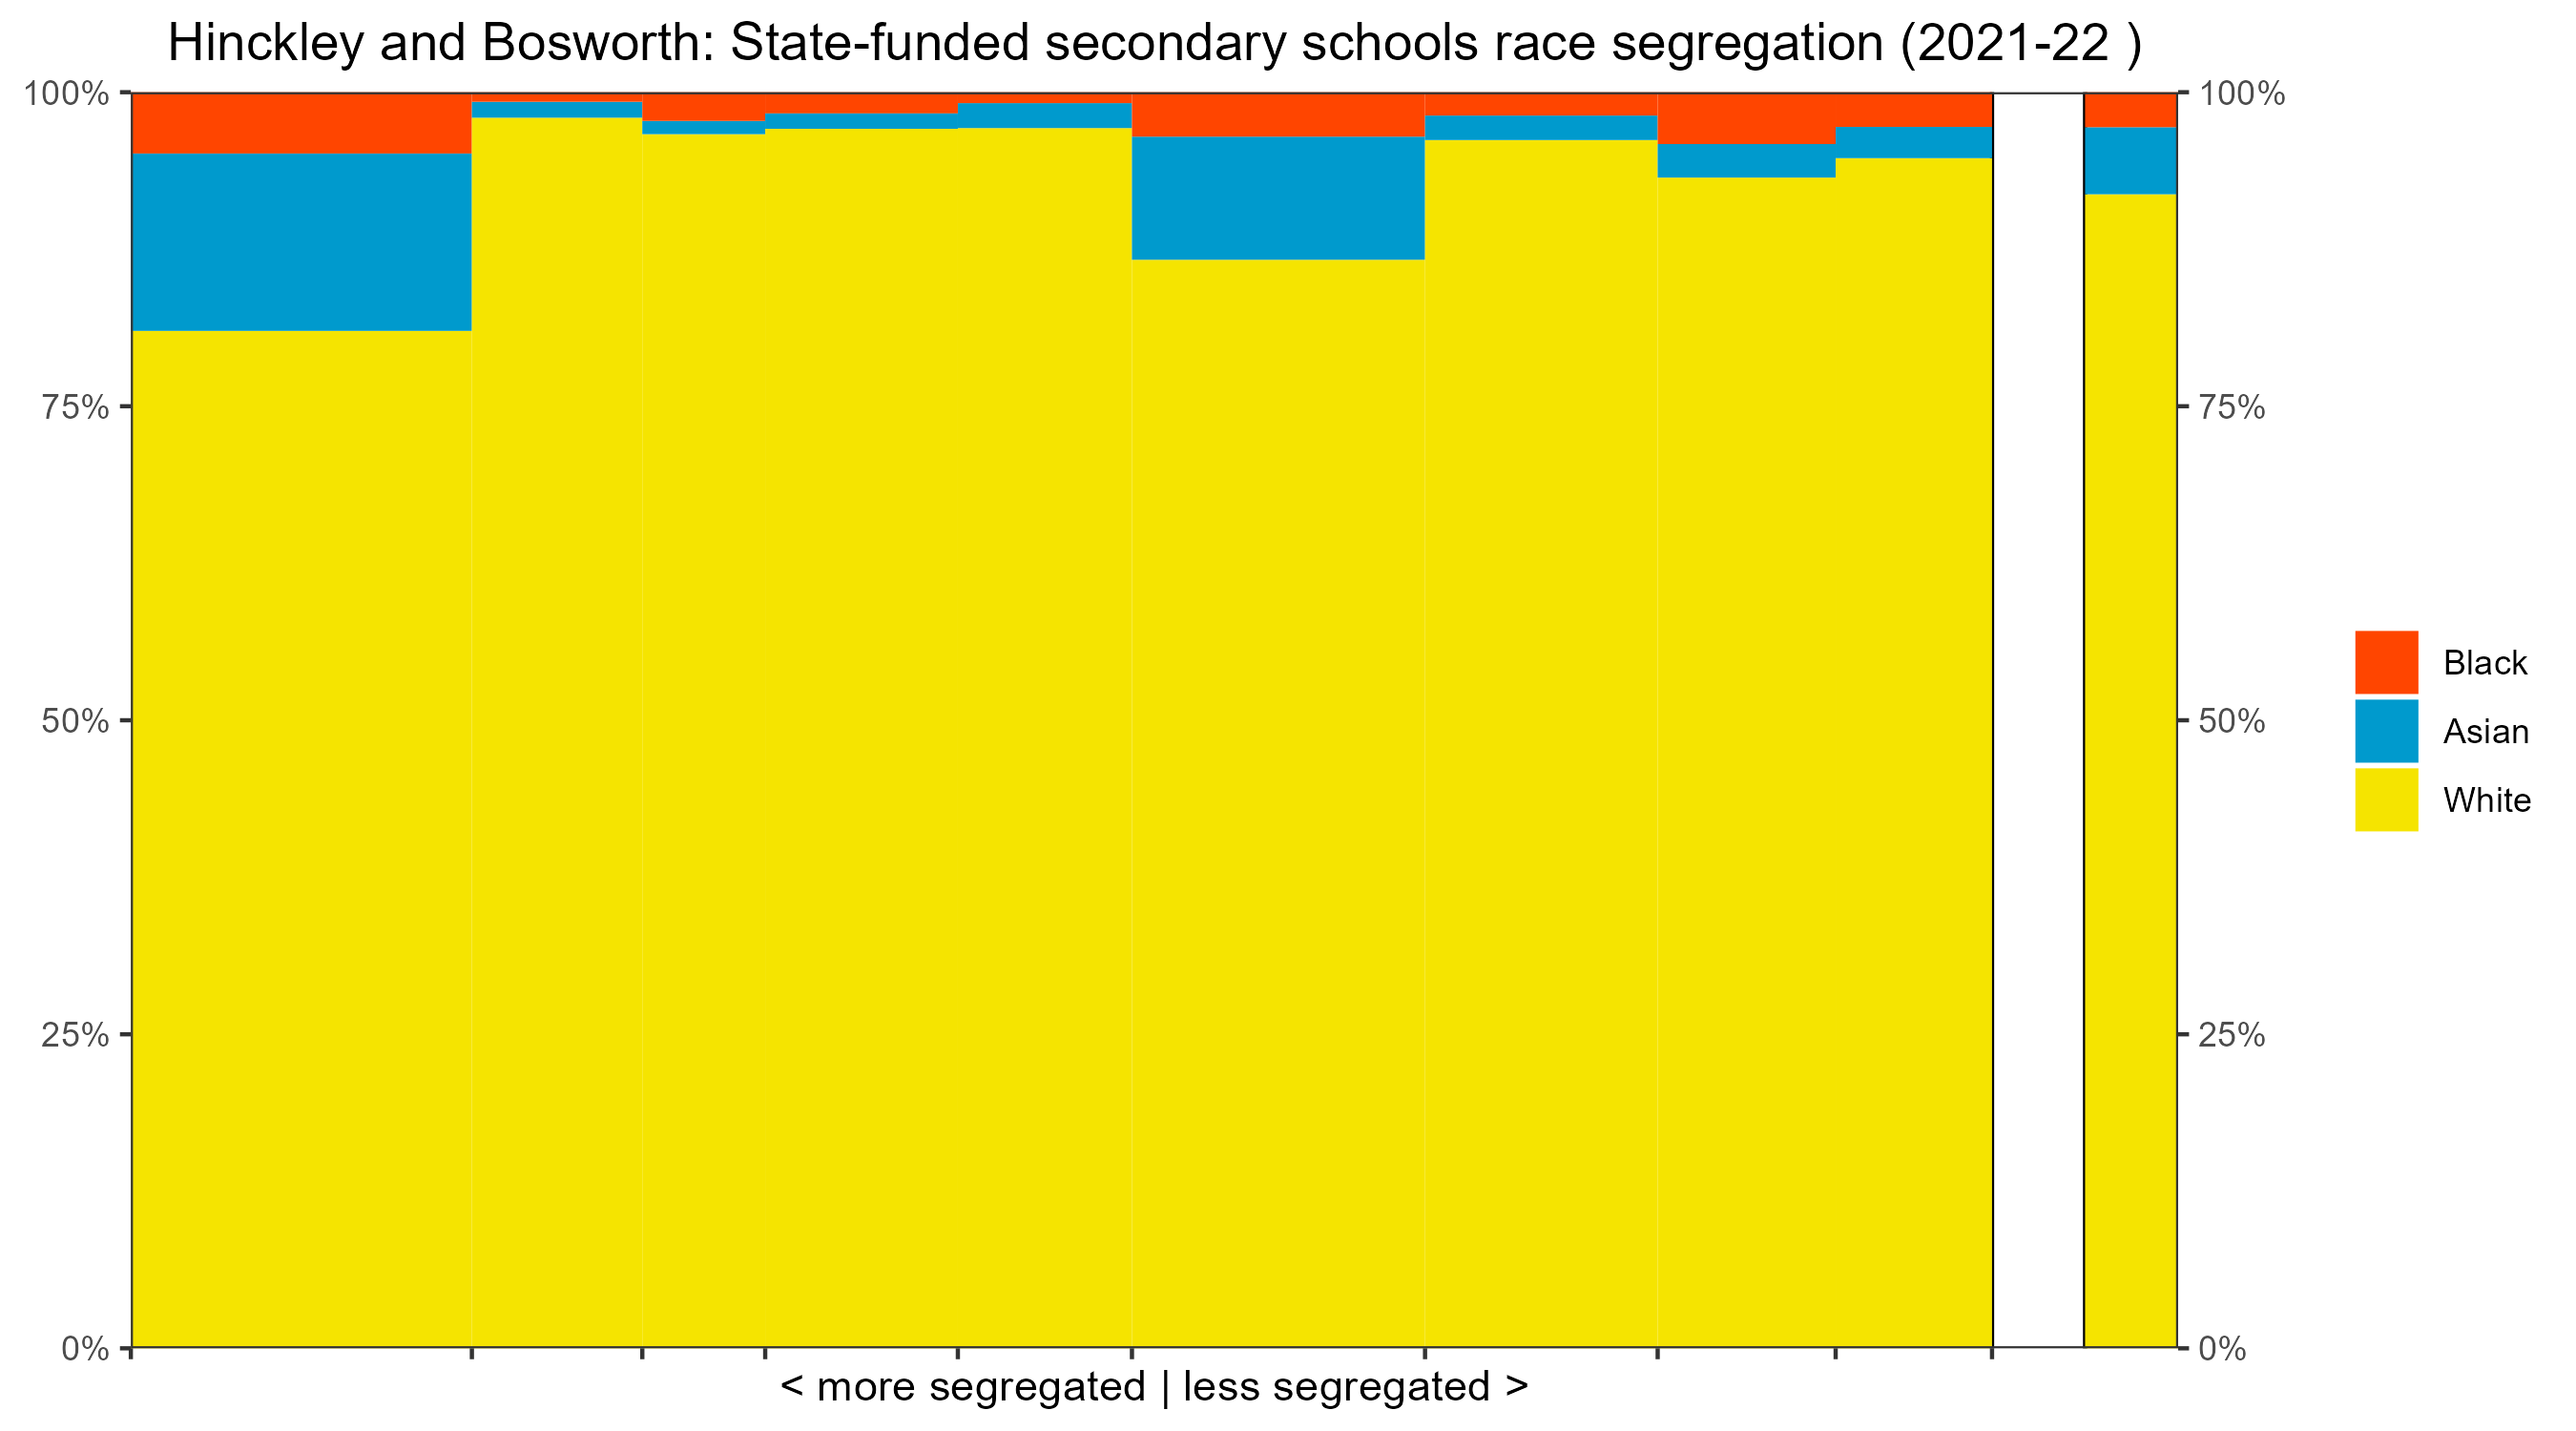 Hinckley and Bosworth: State-funded secondary schools race segregation (2021-22 )
100%
75%
50%
25%
0%
100%
75%
50%
25%
0%
Black
Asian
White
< more segregated | less segregated >